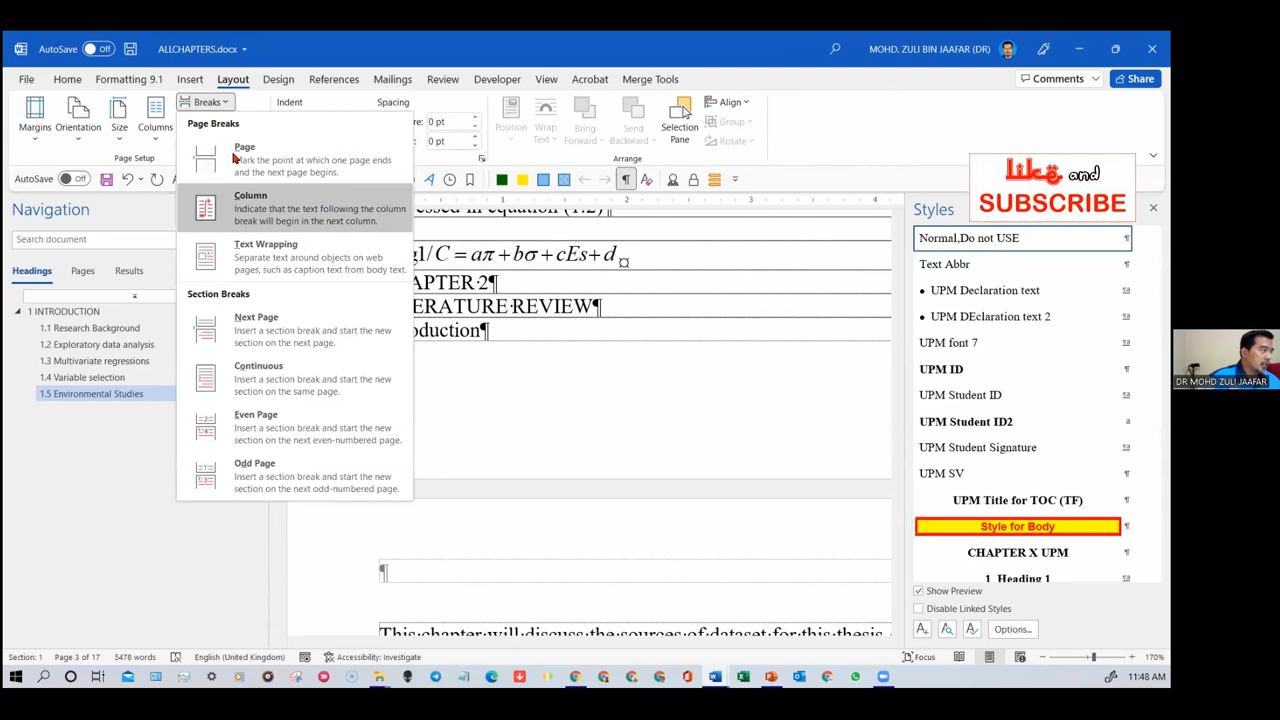 AutoSave Off ALLCHAPTERS.docx MOHD. ZULI BIN JAAFAR (DR)
File Home Formatting 9.1 Insert Layout Design References Mailings Review Developer View Acrobat Merge Tools Comments Share
Margins Orientation Size Columns Breaks
Page Setup
Indent Spacing
0 pt
0 pt
Position Wrap Text Bring Forward Send Backward Selection Pane Align
Group
Rotate
Arrange
AutoSave Off
Page Breaks
Page
Mark the point at which one page ends
and the next page begins.
Column
Indicate that the text following the column
break will begin in the next column.
Text Wrapping
Separate text around objects on web
pages, such as caption text from body text.
Section Breaks
Next Page
Insert a section break and start the new
section on the next page.
Continuous
Insert a section break and start the new
section on the same page.
Even Page
Insert a section break and start the new
section on the next even-numbered page.
Odd Page
Insert a section break and start the new
section on the next odd-numbered page.
Navigation
Search document
Headings Pages Results
1 INTRODUCTION
1.1 Research Background
1.2 Exploratory data analysis
1.3 Multivariate regressions
1.4 Variable selection
1.5 Environmental Studies
3 4
essed in equation (1.2)
g1/C = aπ + bσ + cEs + d
APTER·2¶
ERATURE·REVIEW¶
oduction¶
¶
This·chapter·will·discuss·the·sources·of·dataset·for·this·thesis
like and
SUBSCRIBE
Styles
Normal,Do not USE ¶
Text Abbr ¶
• UPM Declaration text
• UPM DEclaration text 2
UPM font 7
UPM ID ¶
UPM Student ID
UPM Student ID2 a
UPM Student Signature
UPM SV ¶
UPM Title for TOC (TF) ¶
Style for Body ¶
CHAPTER X UPM ¶
1 Heading 1
Show Preview
Disable Linked Styles
Options...
DR MOHD ZULI JAAFAR
Section: 1 Page 3 of 17 5478 words English (United Kingdom) Accessibility: Investigate Focus 170%
11:48 AM